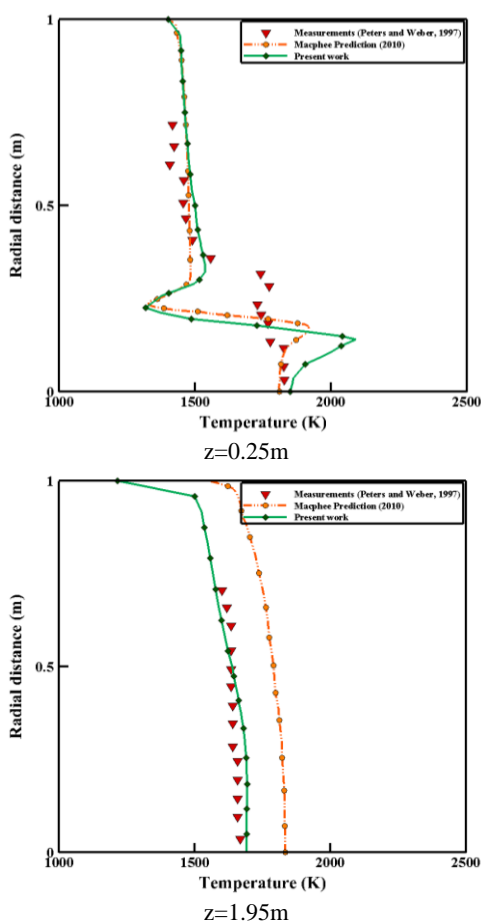 1
Measurements (Peters and Weber, 1997)
Macphee Prediction (2010)
Present work
Radial distance (m)
0.5
0
1000 1500 2000 2500
Temperature (K)
z=0.25m
1
Measurements (Peters and Weber, 1997)
Macphee Prediction (2010)
Present work
Radial distance (m)
0.5
0
1000 1500 2000 2500
Temperature (K)
z=1.95m